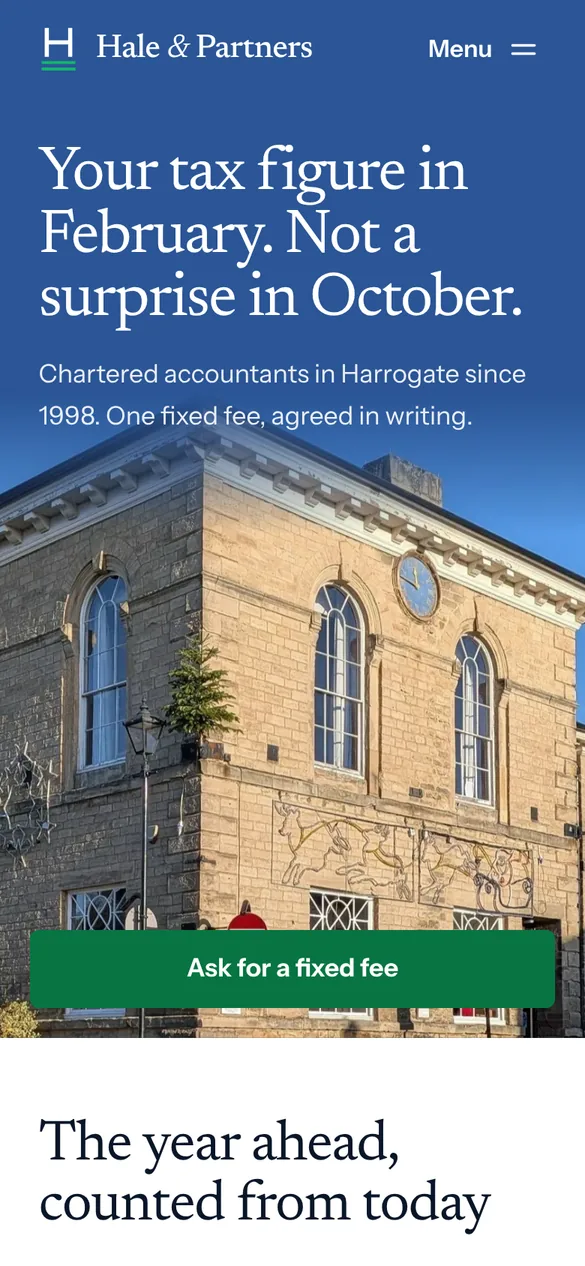 H Hale & Partners
Menu
Your tax figure in
February. Not a
surprise in October.
Chartered accountants in Harrogate since
1998. One fixed fee, agreed in writing.
Ask for a fixed fee
The year ahead,
counted from today